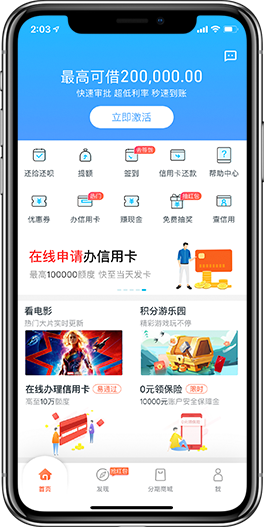 2:03
最高可借200,000.00
快速审批 超低利率 秒速到账
立即激活
还给还呗
提额
会领包
签到
信用卡还款
帮助中心
优惠券
热门
办信用卡
赚现金
抢红包
免费抽奖
查信用
在线申请办信用卡
最高100000额度 快至当天发卡
看电影
热门大片实时更新
积分游乐园
精彩游戏玩不停
在线办理信用卡 易通过
高至10万额度
0元领保险 限时
10000元账户安全保障金
首页
发现
抢红包
分期商城
我